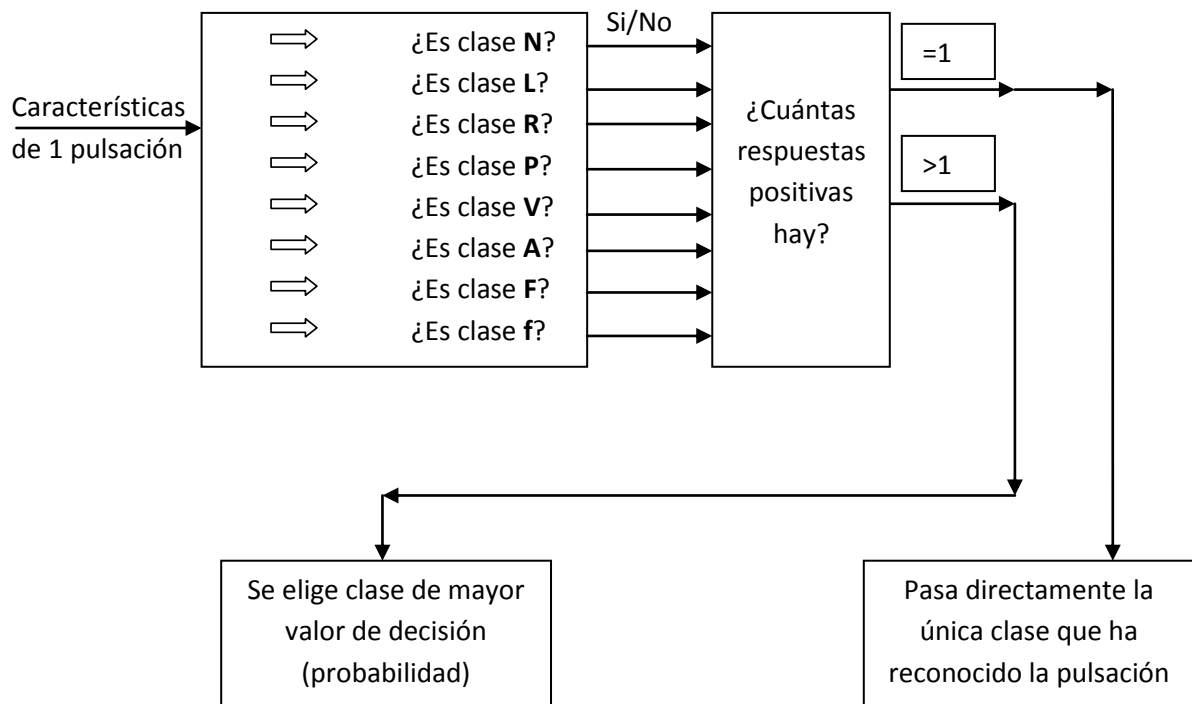 Características
de 1 pulsación
¿Es clase N?
¿Es clase L?
¿Es clase R?
¿Es clase P?
¿Es clase V?
¿Es clase A?
¿Es clase F?
¿Es clase f?
Si/No
¿Cuántas
respuestas
positivas
hay?
=1
>1
Se elige clase de mayor
valor de decisión
(probabilidad)
Pasa directamente la
única clase que ha
reconocido la pulsación